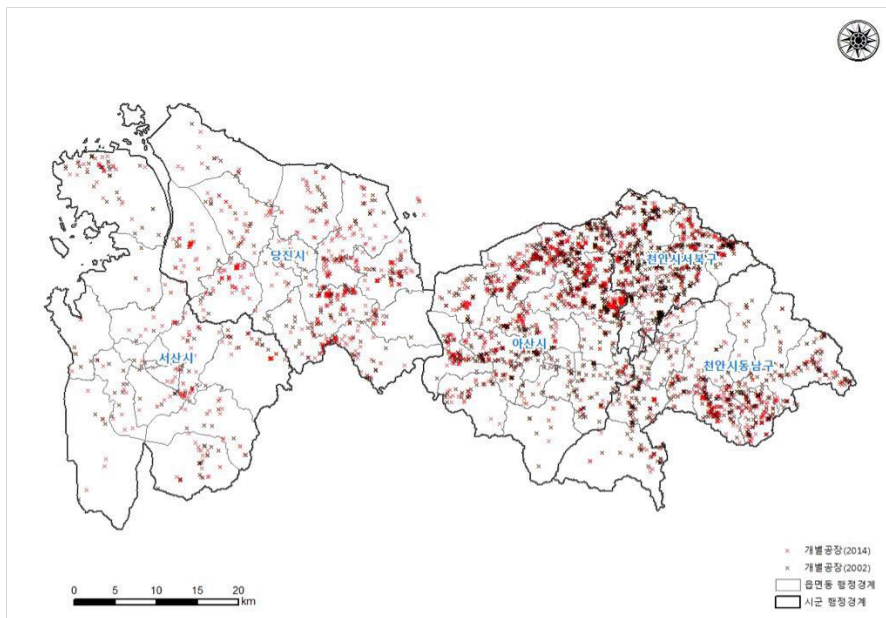 당진시
천안시서북구
서산시
아산시
천안시동남구
개별공장(2014)
개별공장(2002)
읍면동 행정경계
시군 행정경계
0 5 10 15 20
km